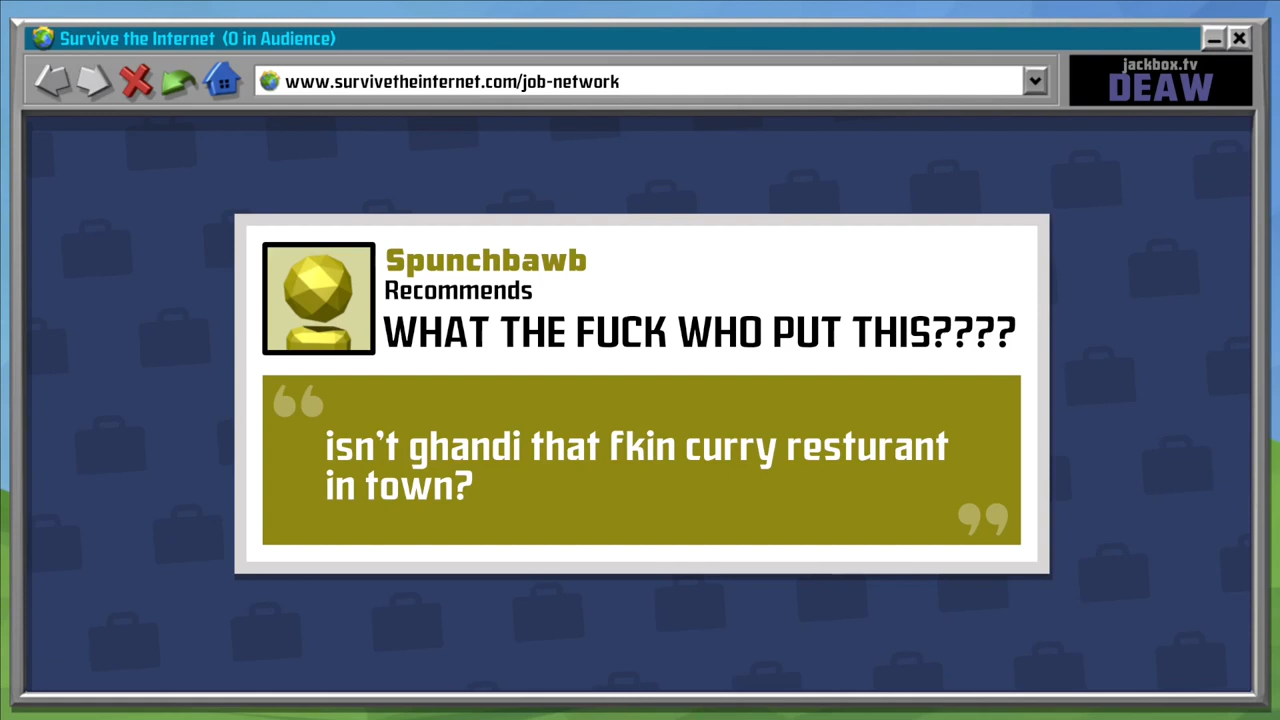 Survive the Internet (0 in Audience)
www.survivetheinternet.com/job-network
jackbox.tv
DEAW
Spunchbawb
Recommends
WHAT THE FUCK WHO PUT THIS????
“
isn't ghandi that fkin curry resturant
in town?
”